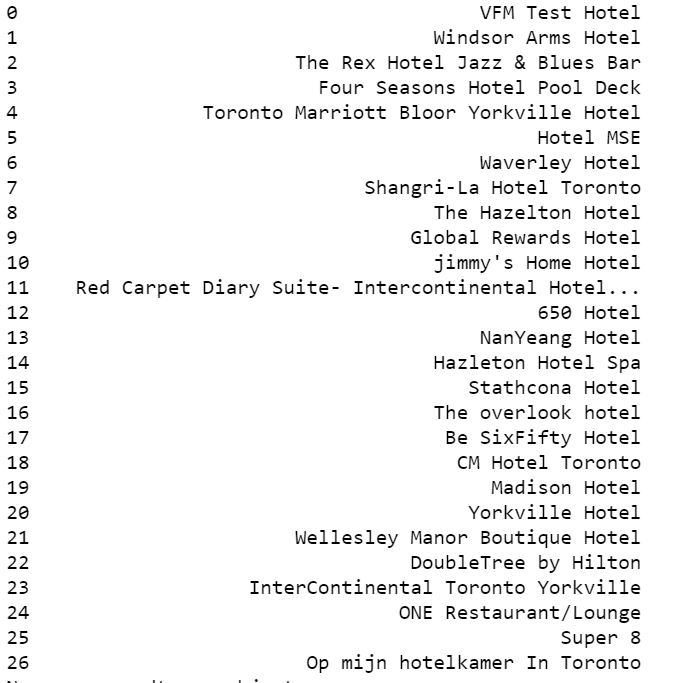 0 VFM Test Hotel
1 Windsor Arms Hotel
2 The Rex Hotel Jazz & Blues Bar
3 Four Seasons Hotel Pool Deck
4 Toronto Marriott Bloor Yorkville Hotel
5 Hotel MSE
6 Waverley Hotel
7 Shangri-La Hotel Toronto
8 The Hazelton Hotel
9 Global Rewards Hotel
10 jimmy's Home Hotel
11 Red Carpet Diary Suite- Intercontinental Hotel...
12 650 Hotel
13 NanYeang Hotel
14 Hazleton Hotel Spa
15 Stathcona Hotel
16 The overlook hotel
17 Be SixFifty Hotel
18 CM Hotel Toronto
19 Madison Hotel
20 Yorkville Hotel
21 Wellesley Manor Boutique Hotel
22 DoubleTree by Hilton
23 InterContinental Toronto Yorkville
24 ONE Restaurant/Lounge
25 Super 8
26 Op mijn hotelkamer In Toronto